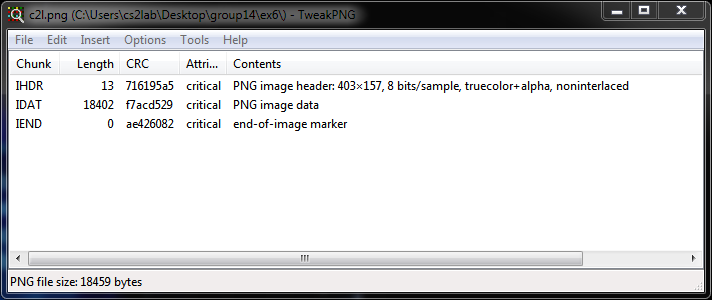 c2l.png (C:\Users\cs2lab\Desktop\group14\ex6\) - TweakPNG
File Edit Insert Options Tools Help
Chunk Length CRC Attri... Contents
IHDR 13 716195a5 critical PNG image header: 403×157, 8 bits/sample, truecolor+alpha, noninterlaced
IDAT 18402 f7acd529 critical PNG image data
IEND 0 ae426082 critical end-of-image marker
PNG file size: 18459 bytes